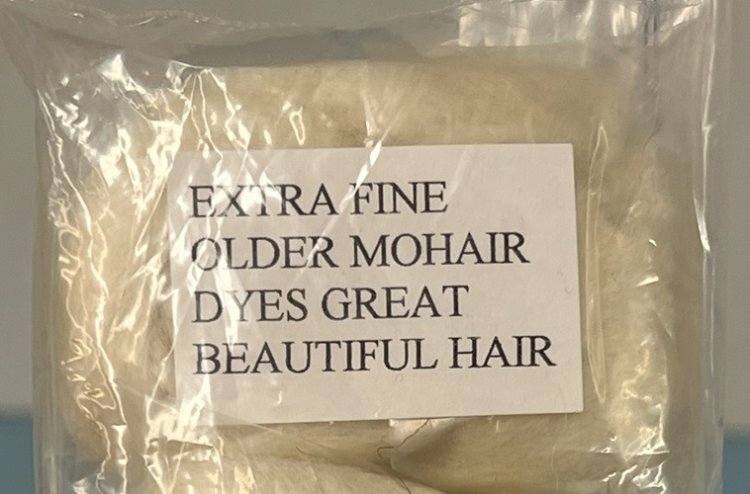 EXTRA FINE
OLDER MOHAIR
DYES GREAT
BEAUTIFUL HAIR